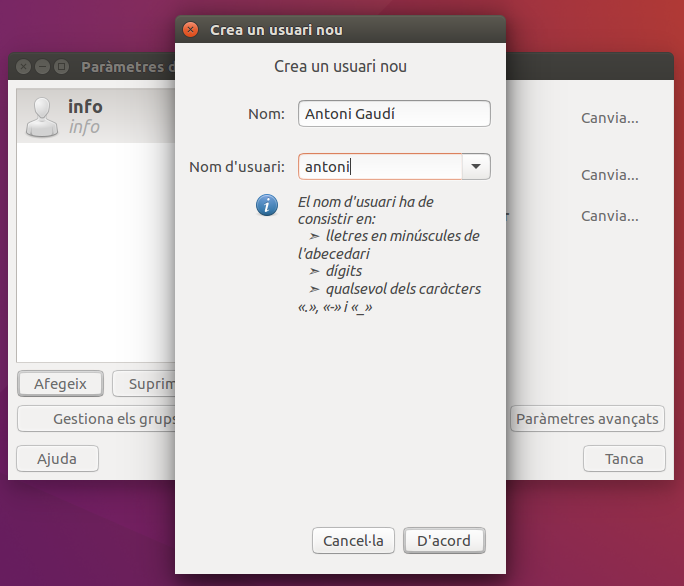 Crea un usuari nou
Crea un usuari nou
Nom: Antoni Gaudí
Nom d'usuari: antoni
El nom d'usuari ha de
consistir en:
➣ lletres en minúscules de
l'abecedari
➣ dígits
➣ qualsevol dels caràcters
«.», «-» i «_»
Cancel·la
D'acord
Paràmetres
info
info
Canvia...
Canvia...
Canvia...
Afegeix
Gestiona els grups
Paràmetres avançats
Ajuda
Tanca